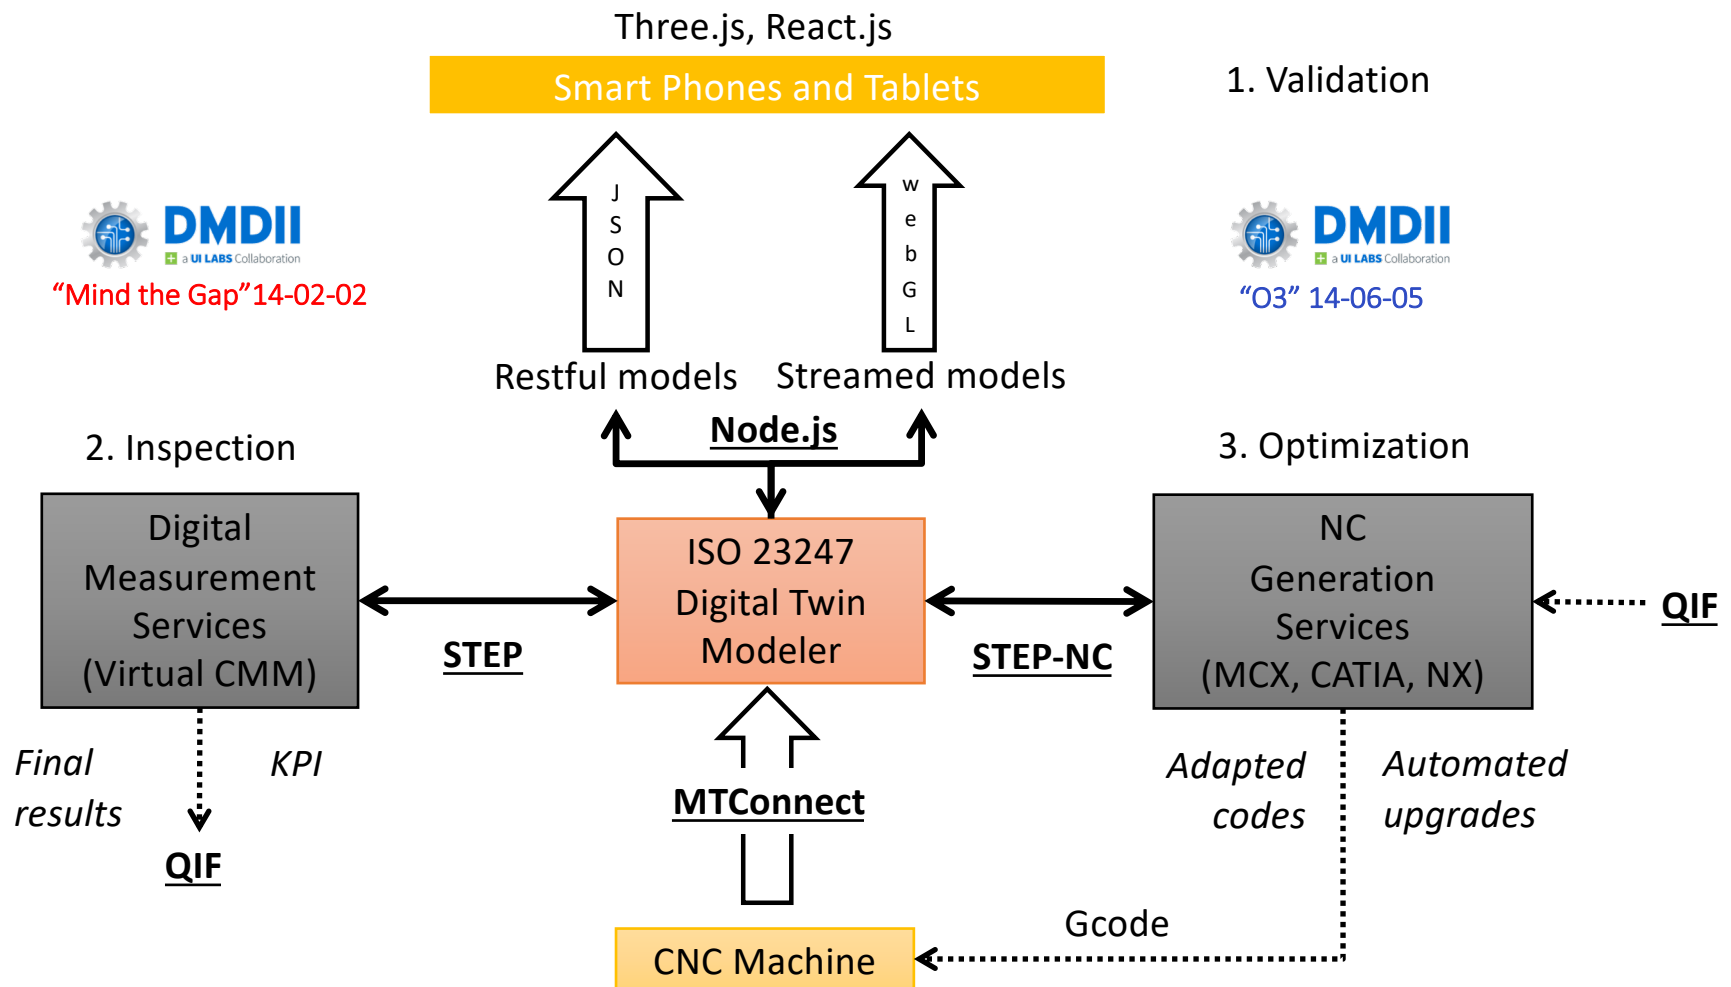 Three.js, React.js
Smart Phones and Tablets
1. Validation
JSON
webGL
DMDII
a UI LABS Collaboration
“Mind the Gap”14-02-02
DMDII
a UI LABS Collaboration
“O3” 14-06-05
Restful models
Streamed models
Node.js
2. Inspection
3. Optimization
Digital
Measurement
Services
(Virtual CMM)
STEP
ISO 23247
Digital Twin
Modeler
STEP-NC
NC
Generation
Services
(MCX, CATIA, NX)
QIF
Final
results
KPI
QIF
MTConnect
Adapted
codes
Automated
upgrades
Gcode
CNC Machine